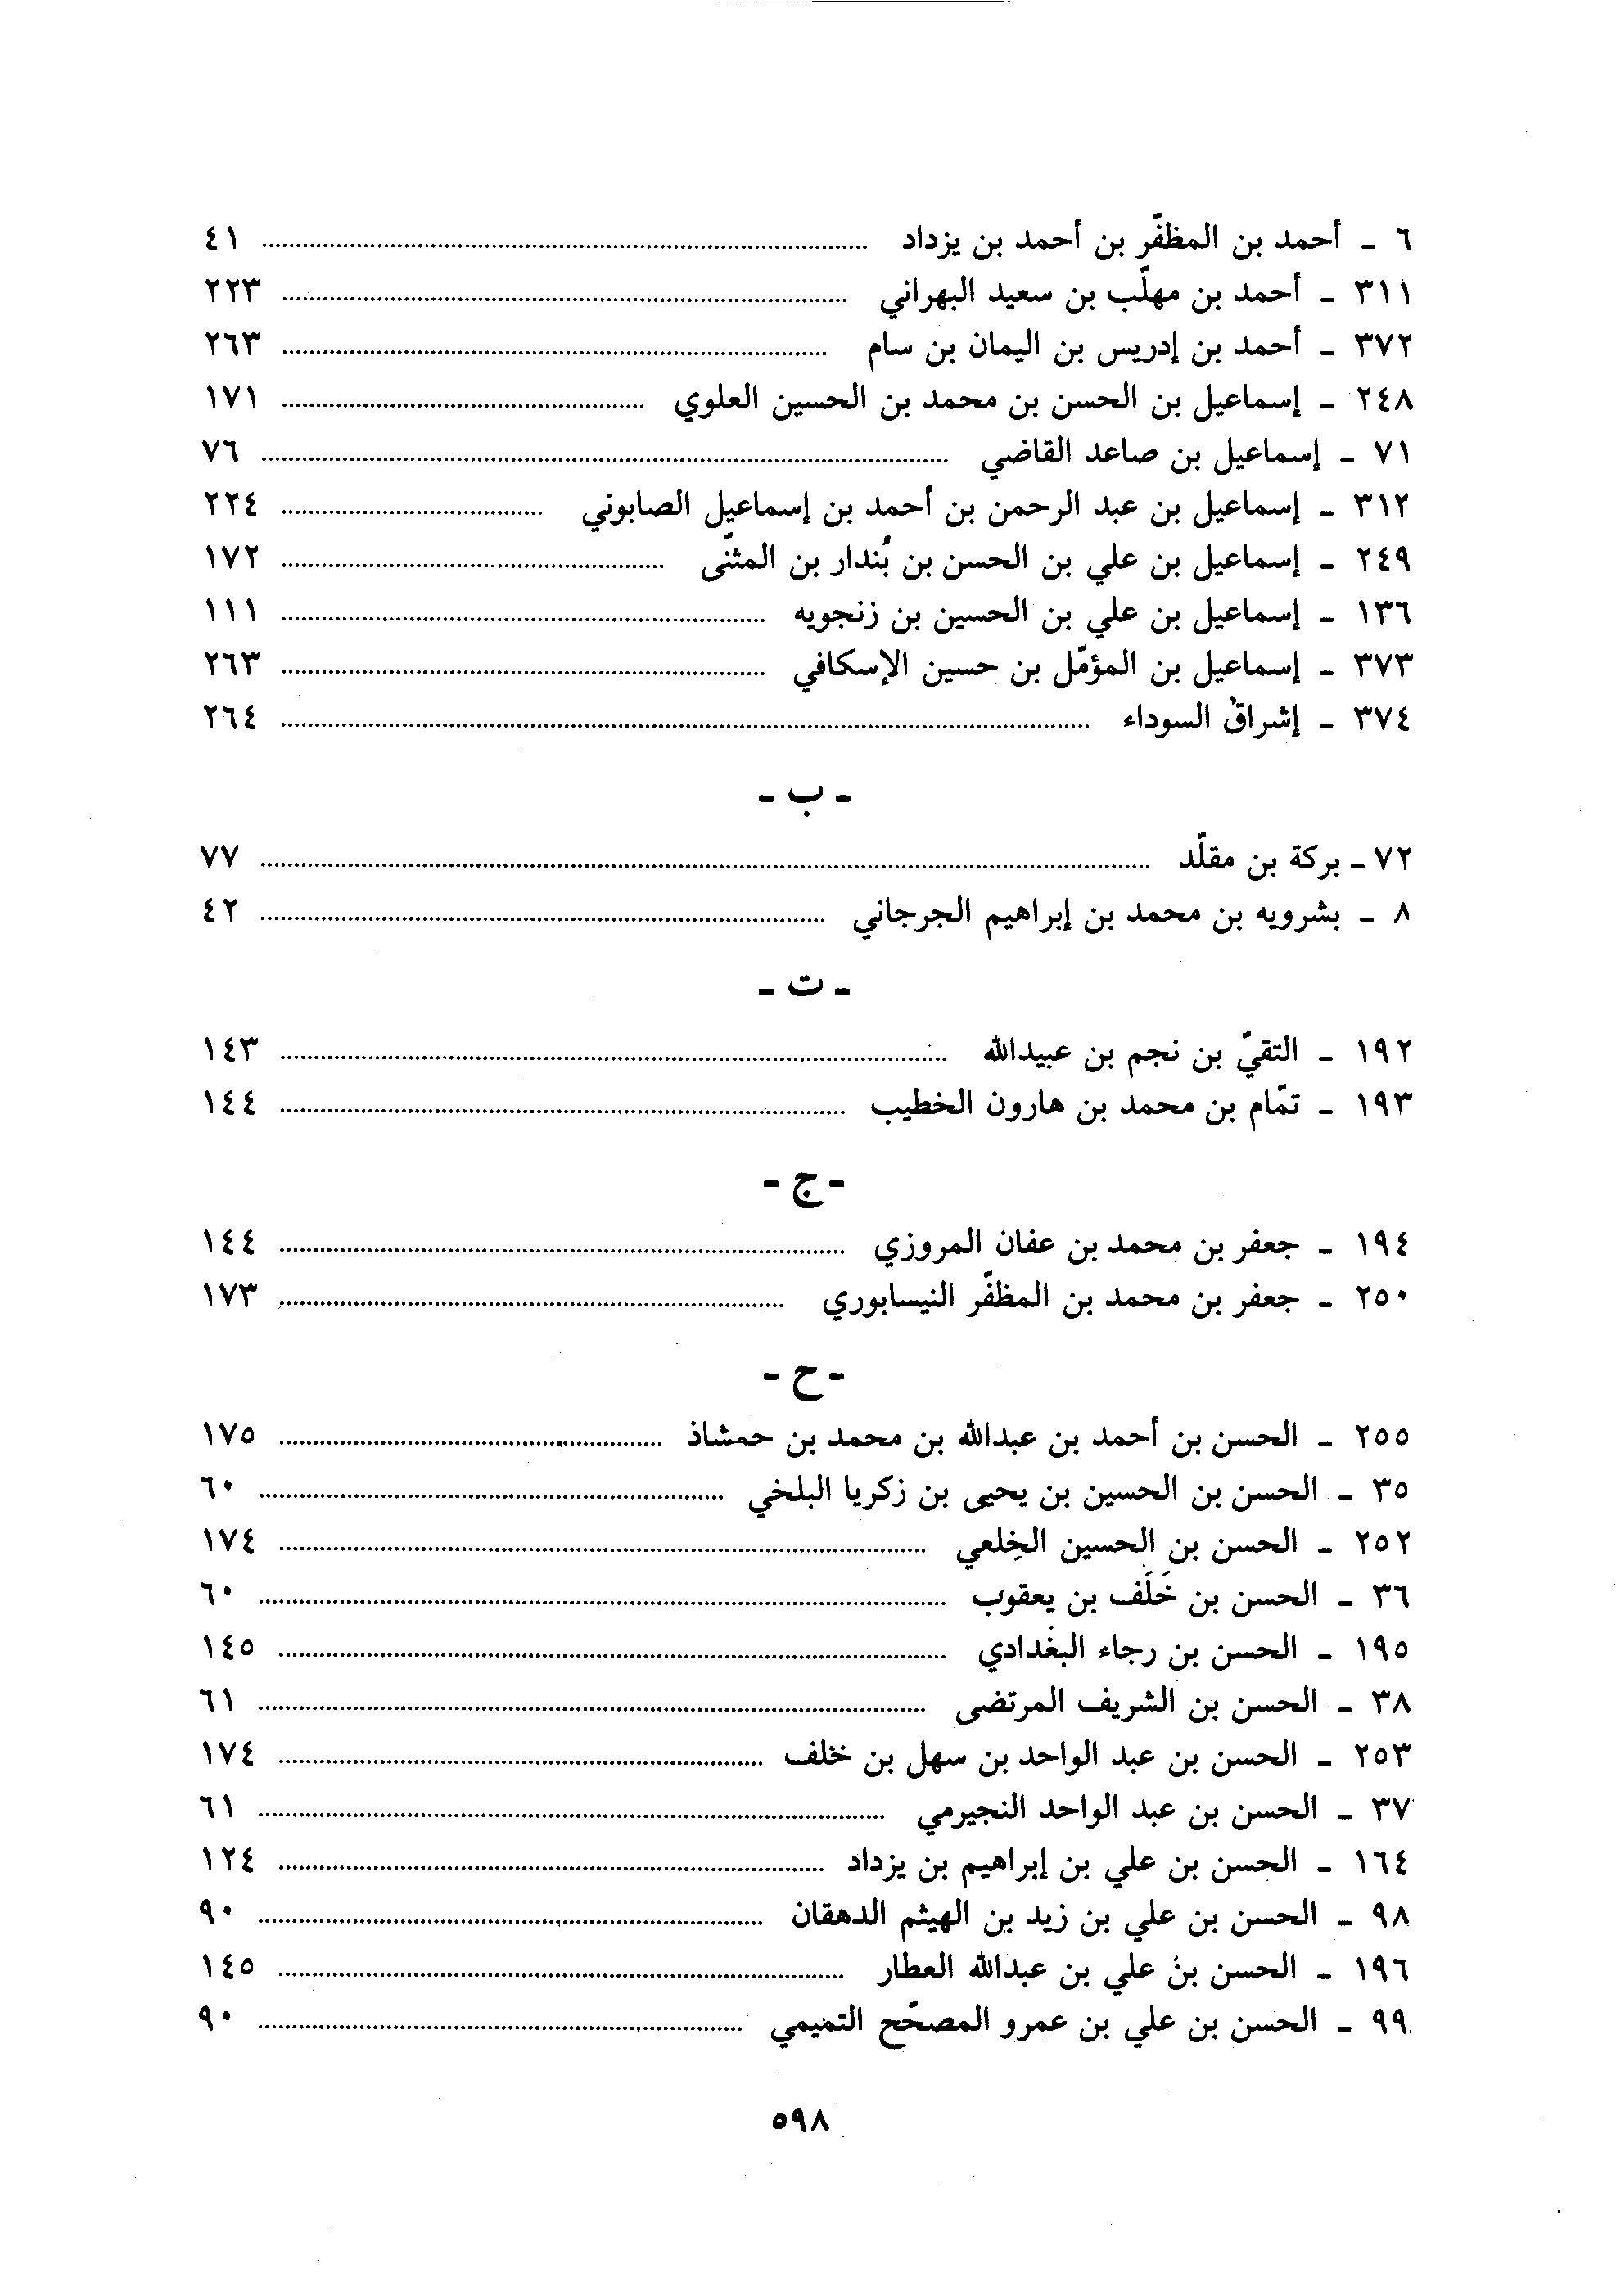 ٦ - أحمد بن المظفّر بن أحمد بن يزداد ........ ٤١
٣١١ - أحمد بن مهلّب بن سعيد البهراني ........ ٢٢٣
٣٧٢ - أحمد بن إدريس بن اليمان بن سام ........ ٢٦٣
٢٤٨ - إسماعيل بن الحسن بن محمد بن الحسين العلوي ........ ١٧١
٧١ - إسماعيل بن صاعد القاضي ........ ٧٦
٣١٢ - إسماعيل بن عبد الرحمن بن أحمد بن إسماعيل الصابوني ........ ٢٢٤
٢٤٩ - إسماعيل بن علي بن الحسن بن بُندار بن المثنّى ........ ١٧٢
١٣٦ - إسماعيل بن علي بن الحسين بن زنجويه ........ ١١١
٣٧٣ - إسماعيل بن المؤمّل بن حسين الإسكافي ........ ٢٦٣
٣٧٤ - إشراق السوداء ........ ٢٦٤
- ب -
٧٢ - بركة بن مقلّد ........ ٧٧
٨ - بشرويه بن محمد بن إبراهيم الجرجاني ........ ٤٢
- ت -
١٩٢ - التقيّ بن نجم بن عبيدالله ........ ١٤٣
١٩٣ - تمّام بن محمد بن هارون الخطيب ........ ١٤٤
- ج -
١٩٤ - جعفر بن محمد بن عفان المروزي ........ ١٤٤
٢٥٠ - جعفر بن محمد بن المظفّر النيسابوري ........ ١٧٣
- ح -
٢٥٥ - الحسن بن أحمد بن عبدالله بن محمد بن حمشاذ ........ ١٧٥
٣٥ - الحسن بن الحسين بن يحيى بن زكريا البلخي ........ ٦٠
٢٥٢ - الحسن بن الحسين الخِلعي ........ ١٧٤
٣٦ - الحسن بن خَلَف بن يعقوب ........ ٦٠
١٩٥ - الحسن بن رجاء البغدادي ........ ١٤٥
٣٨ - الحسن بن الشريف المرتضى ........ ٦١
٢٥٣ - الحسن بن عبد الواحد بن سهل بن خلف ........ ١٧٤
٣٧ - الحسن بن عبد الواحد النجيرمي ........ ٦١
١٦٤ - الحسن بن علي بن إبراهيم بن يزداد ........ ١٢٤
٩٨ - الحسن بن علي بن زيد بن الهيثم الدهقان ........ ٩٠
١٩٦ - الحسن بن علي بن عبدالله العطار ........ ١٤٥
٩٩ - الحسن بن علي بن عمرو المصحّح التميمي ........ ٩٠
٥٩٨